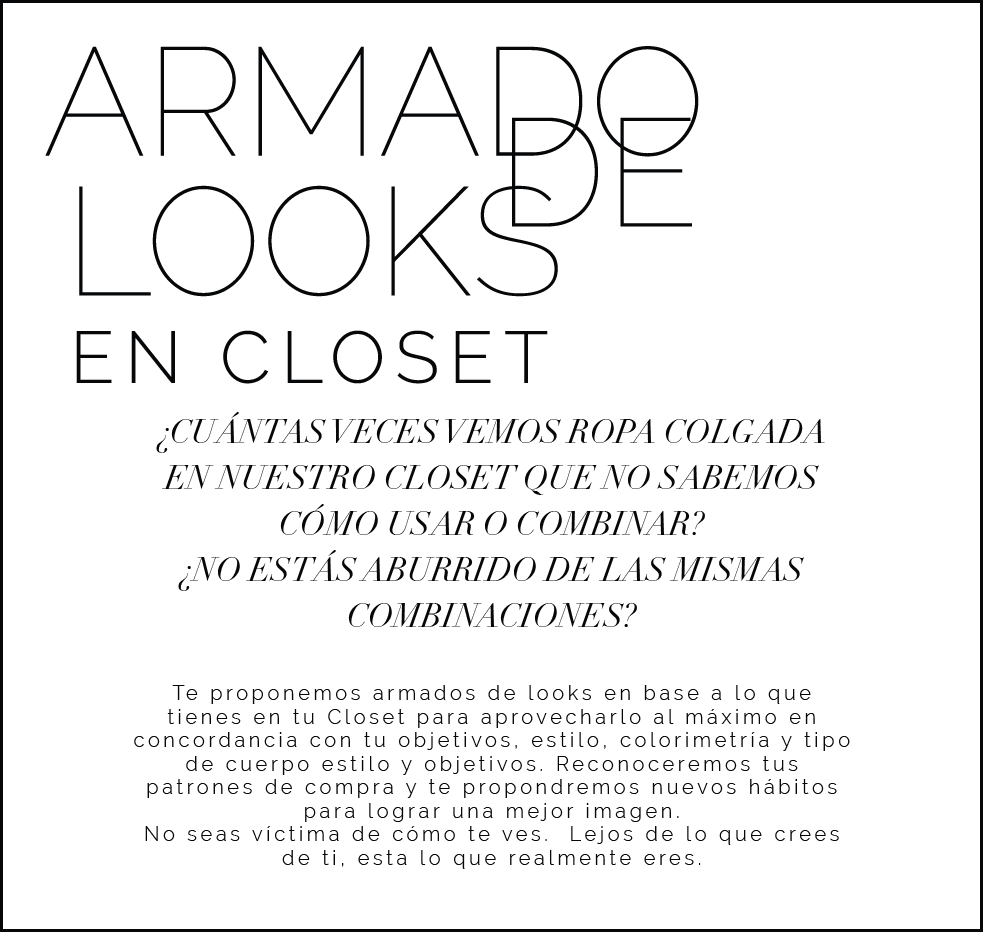 ARMADO
DE
LOOKS
EN CLOSET
¿CUÁNTAS VECES VEMOS ROPA COLGADA
EN NUESTRO CLOSET QUE NO SABEMOS
CÓMO USAR O COMBINAR?
¿NO ESTÁS ABURRIDO DE LAS MISMAS
COMBINACIONES?
Te proponemos armados de looks en base a lo que
tienes en tu Closet para aprovecharlo al máximo en
concordancia con tu objetivos, estilo, colorimetría y tipo
de cuerpo estilo y objetivos. Reconoceremos tus
patrones de compra y te propondremos nuevos hábitos
para lograr una mejor imagen.
No seas víctima de cómo te ves.  Lejos de lo que crees
de ti, esta lo que realmente eres.